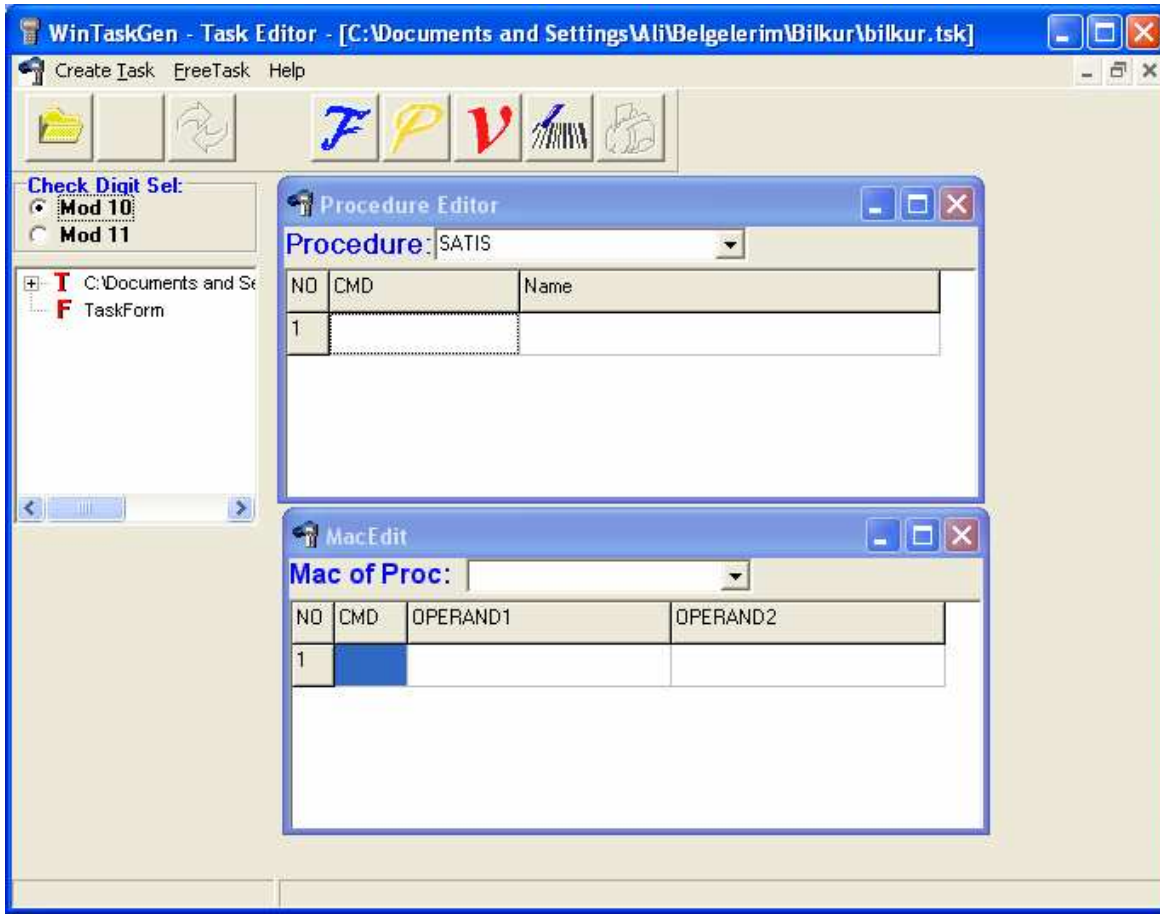 WinTaskGen - Task Editor - [C:\Documents and Settings\Ali\Belgelerim\Bilkur\bilkur.tsk]
Create Task FreeTask Help
F P V
Check Digit Sel:
Mod 10
Mod 11
T C:\Documents and Se
F TaskForm
Procedure Editor
Procedure: SATIS
NO CMD Name
1
MacEdit
Mac of Proc:
NO CMD OPERAND1 OPERAND2
1